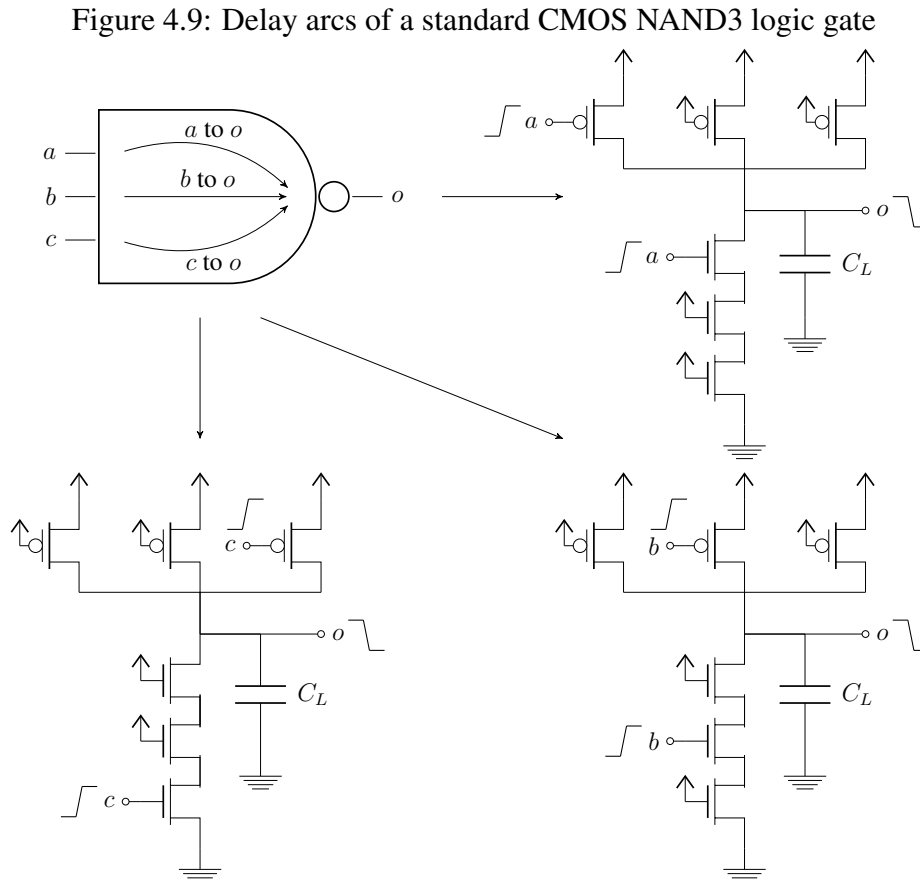 Figure 4.9: Delay arcs of a standard CMOS NAND3 logic gate
a
b
c
a to o
b to o
c to o
o
a
o
a
C_L
c
o
C_L
c
b
o
C_L
b